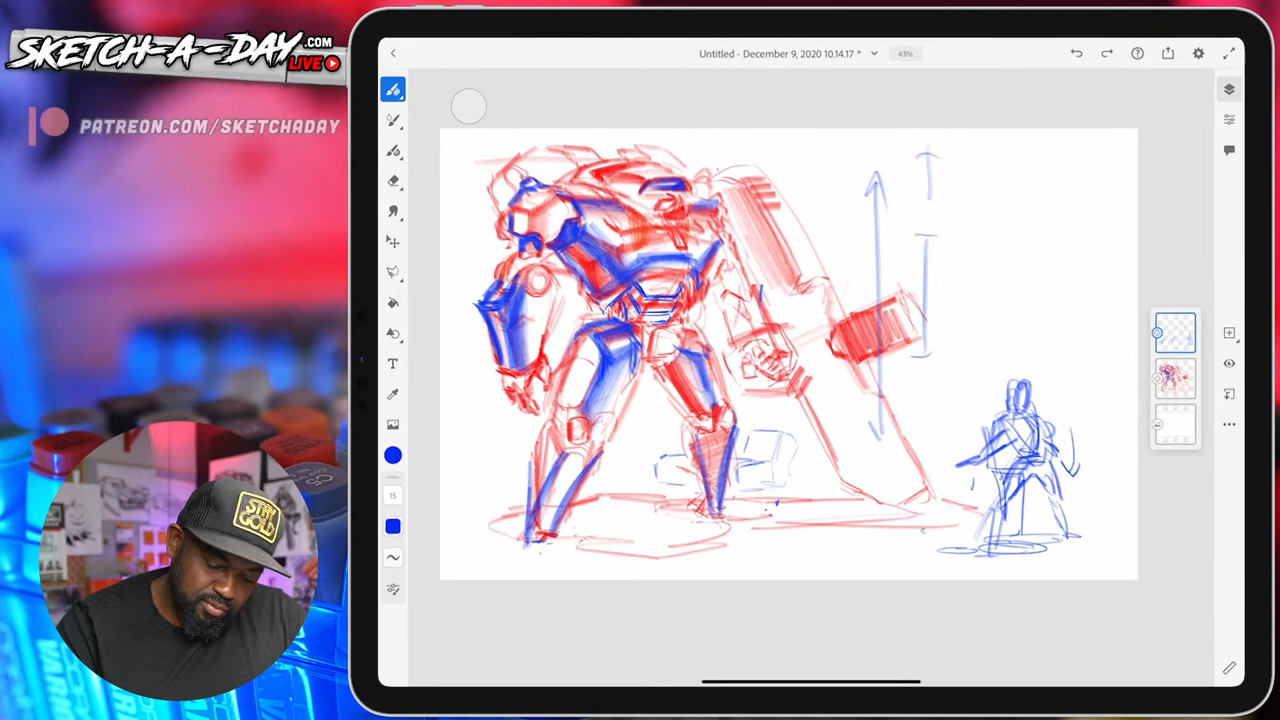 SKETCH-A-DAY.COM
LIVE
PATREON.COM/SKETCHADAY
Untitled - December 9, 2020 10.14.17 *
43%
T
15
STAY
GOLD